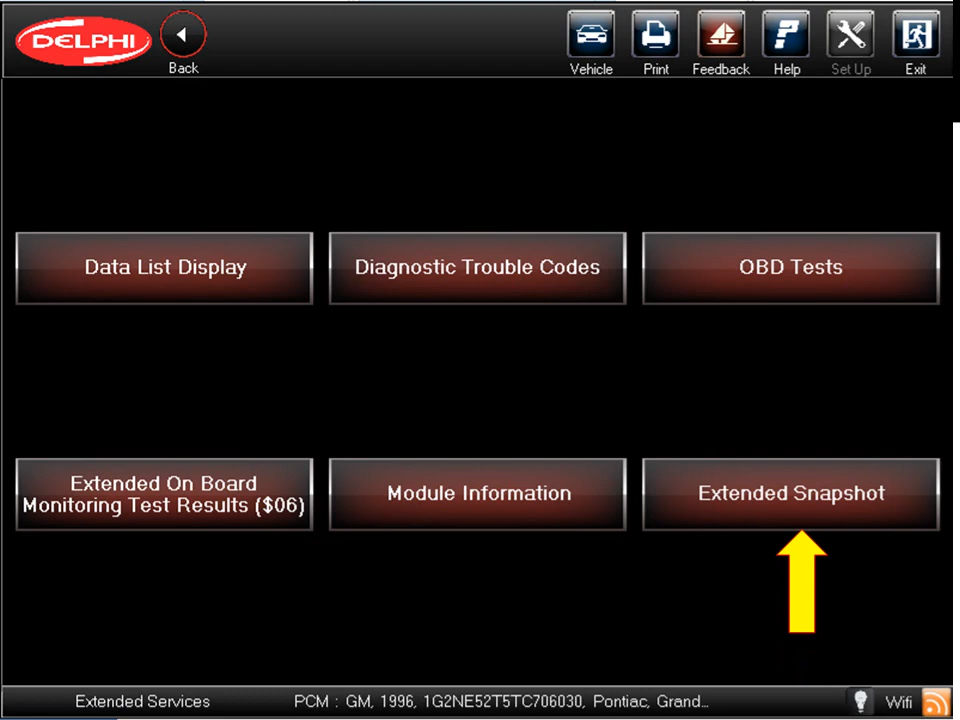 DELPHI
Back
Vehicle
Print
Feedback
Help
Set Up
Exit
Data List Display
Diagnostic Trouble Codes
OBD Tests
Extended On Board
Monitoring Test Results ($06)
Module Information
Extended Snapshot
Extended Services
PCM : GM, 1996, 1G2NE52T5TC706030, Pontiac, Grand...
Wifi